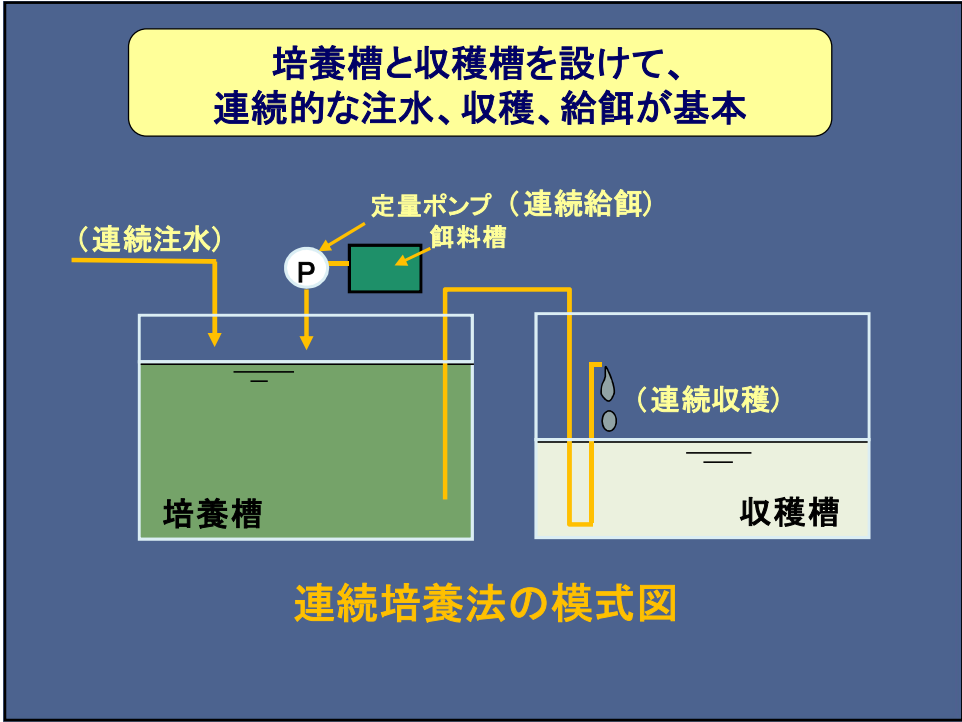 培養槽と収穫槽を設けて、
連続的な注水、収穫、給餌が基本
定量ポンプ（連続給餌）
餌料槽
（連続注水）
P
（連続収穫）
培養槽
収穫槽
連続培養法の模式図